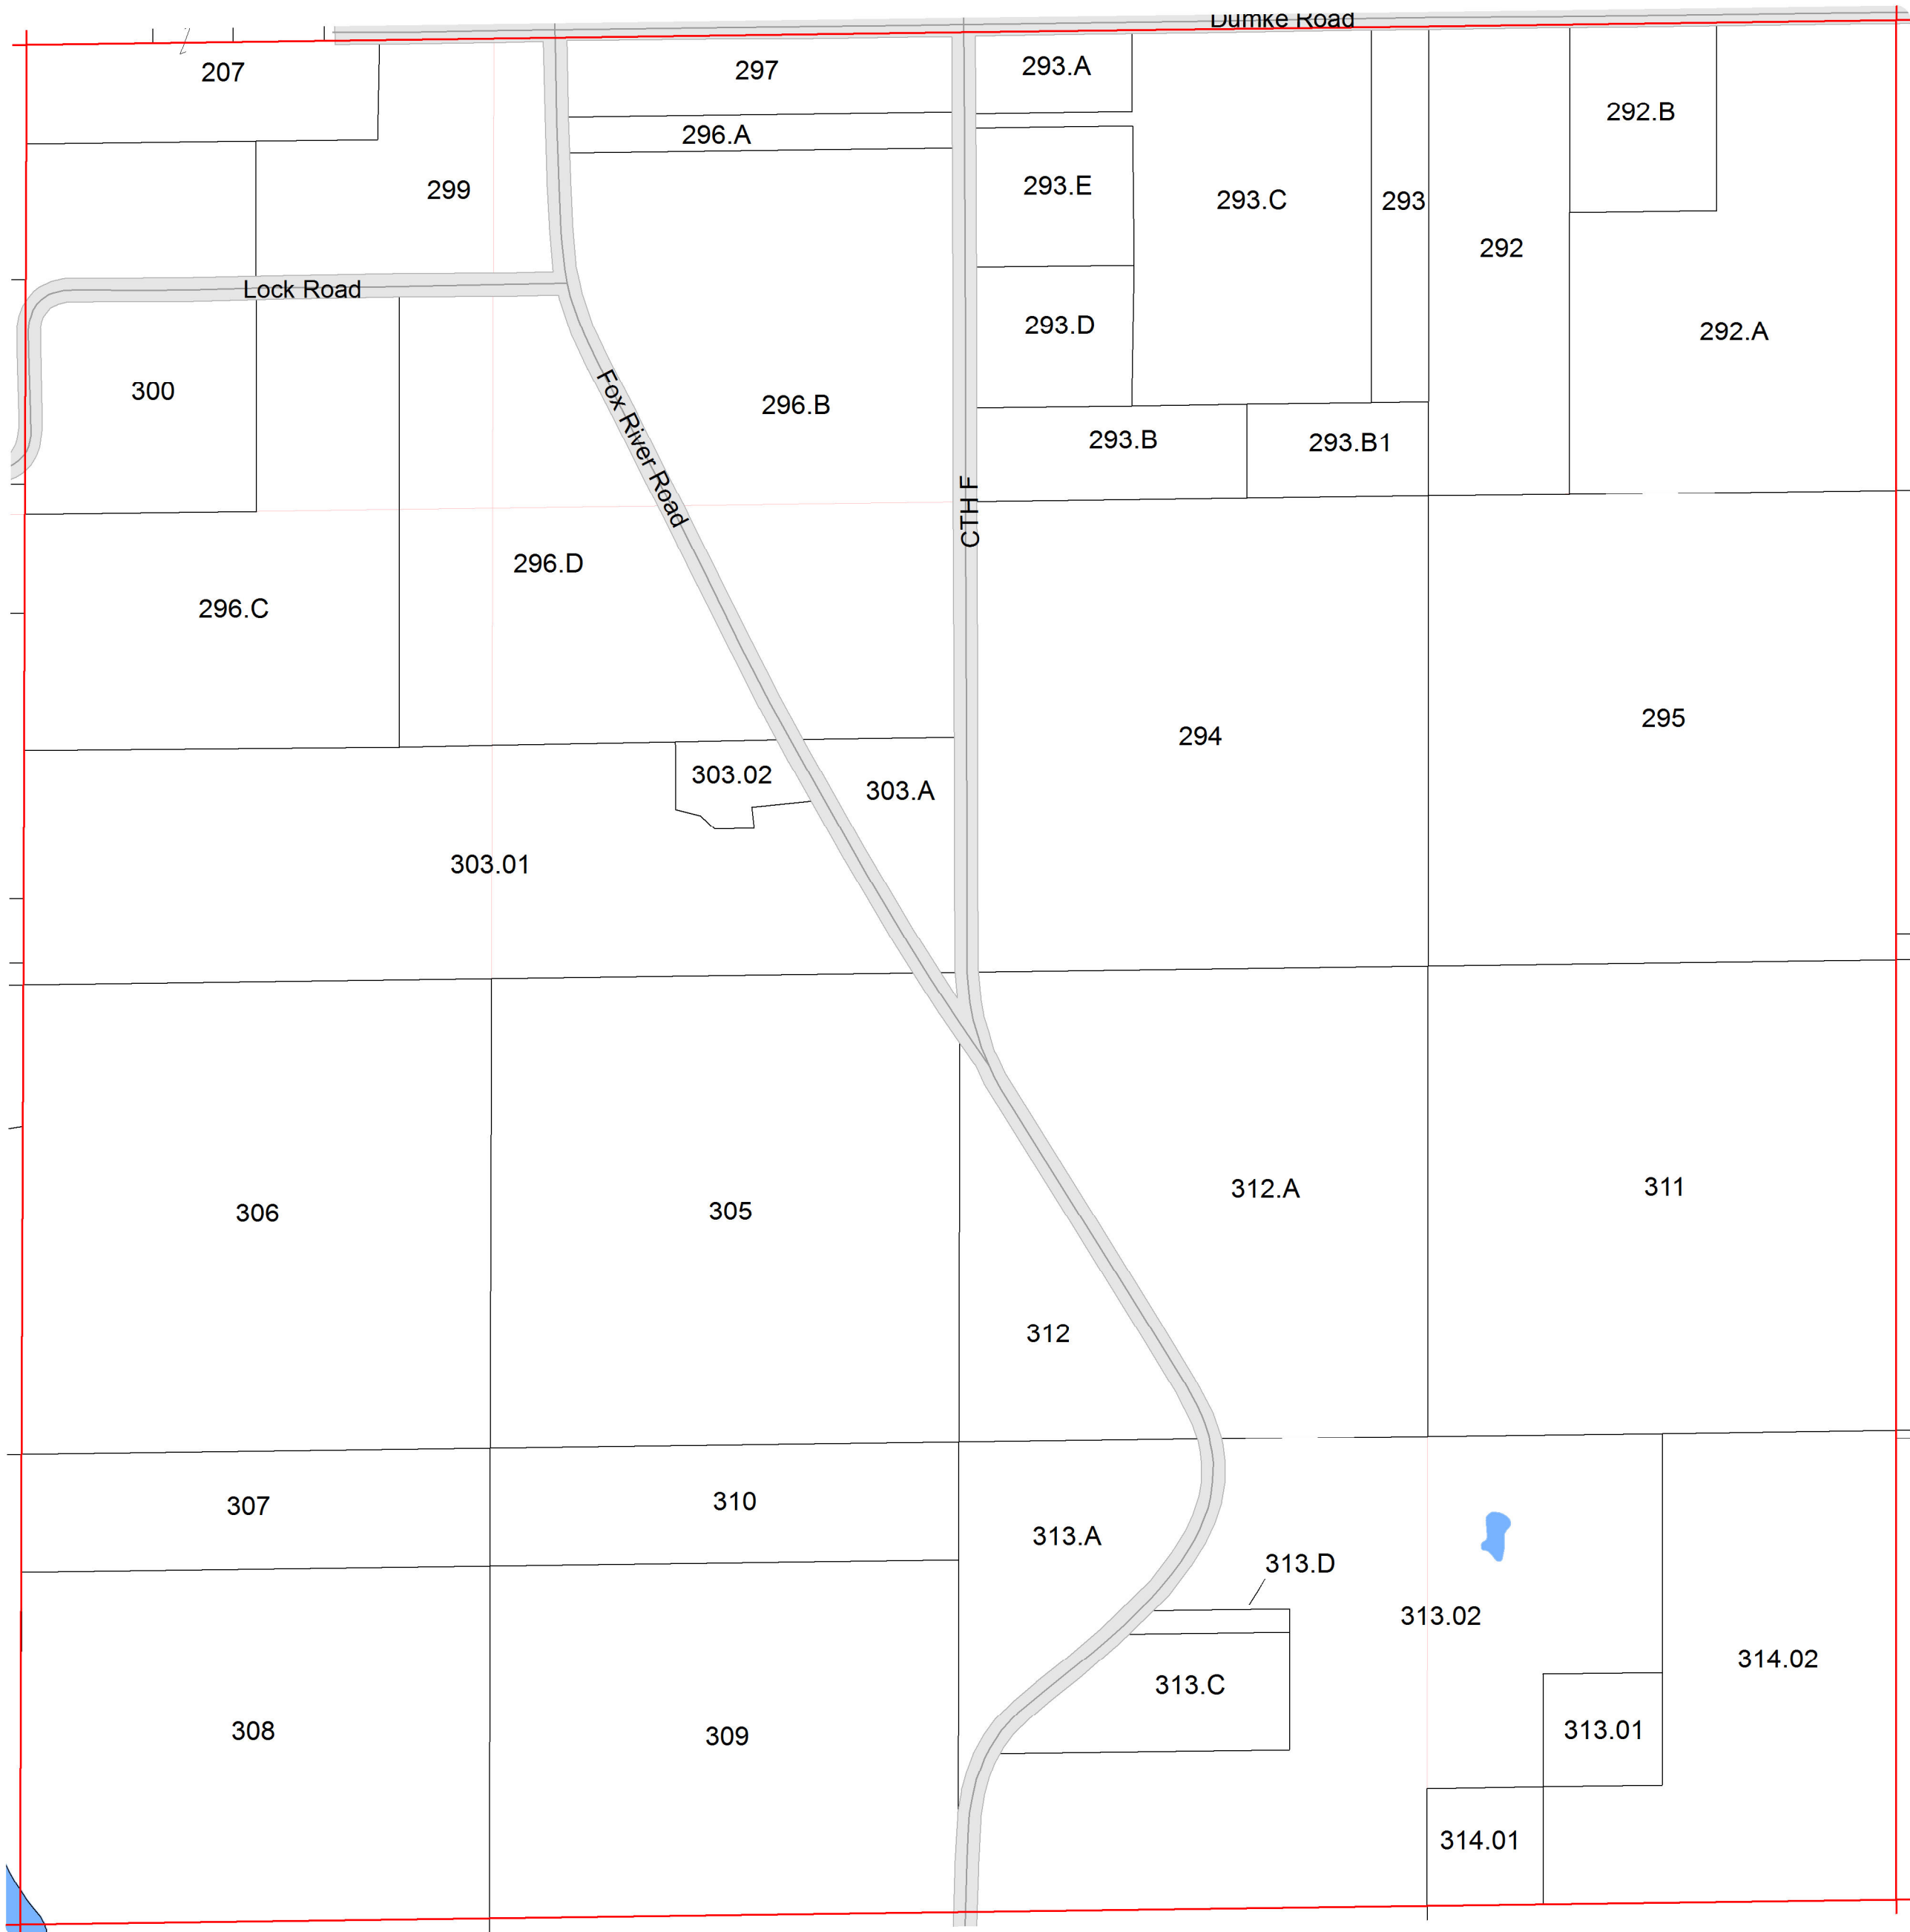 Dumke Road
207
297
293.A
292.B
296.A
299
293.E
293.C
293
292
Lock Road
293.D
292.A
300
Fox River Road
296.B
293.B
293.B1
CTH F
296.D
296.C
295
294
303.02
303.A
303.01
306
305
312.A
311
312
307
310
313.A
313.D
313.02
314.02
313.C
308
309
313.01
314.01